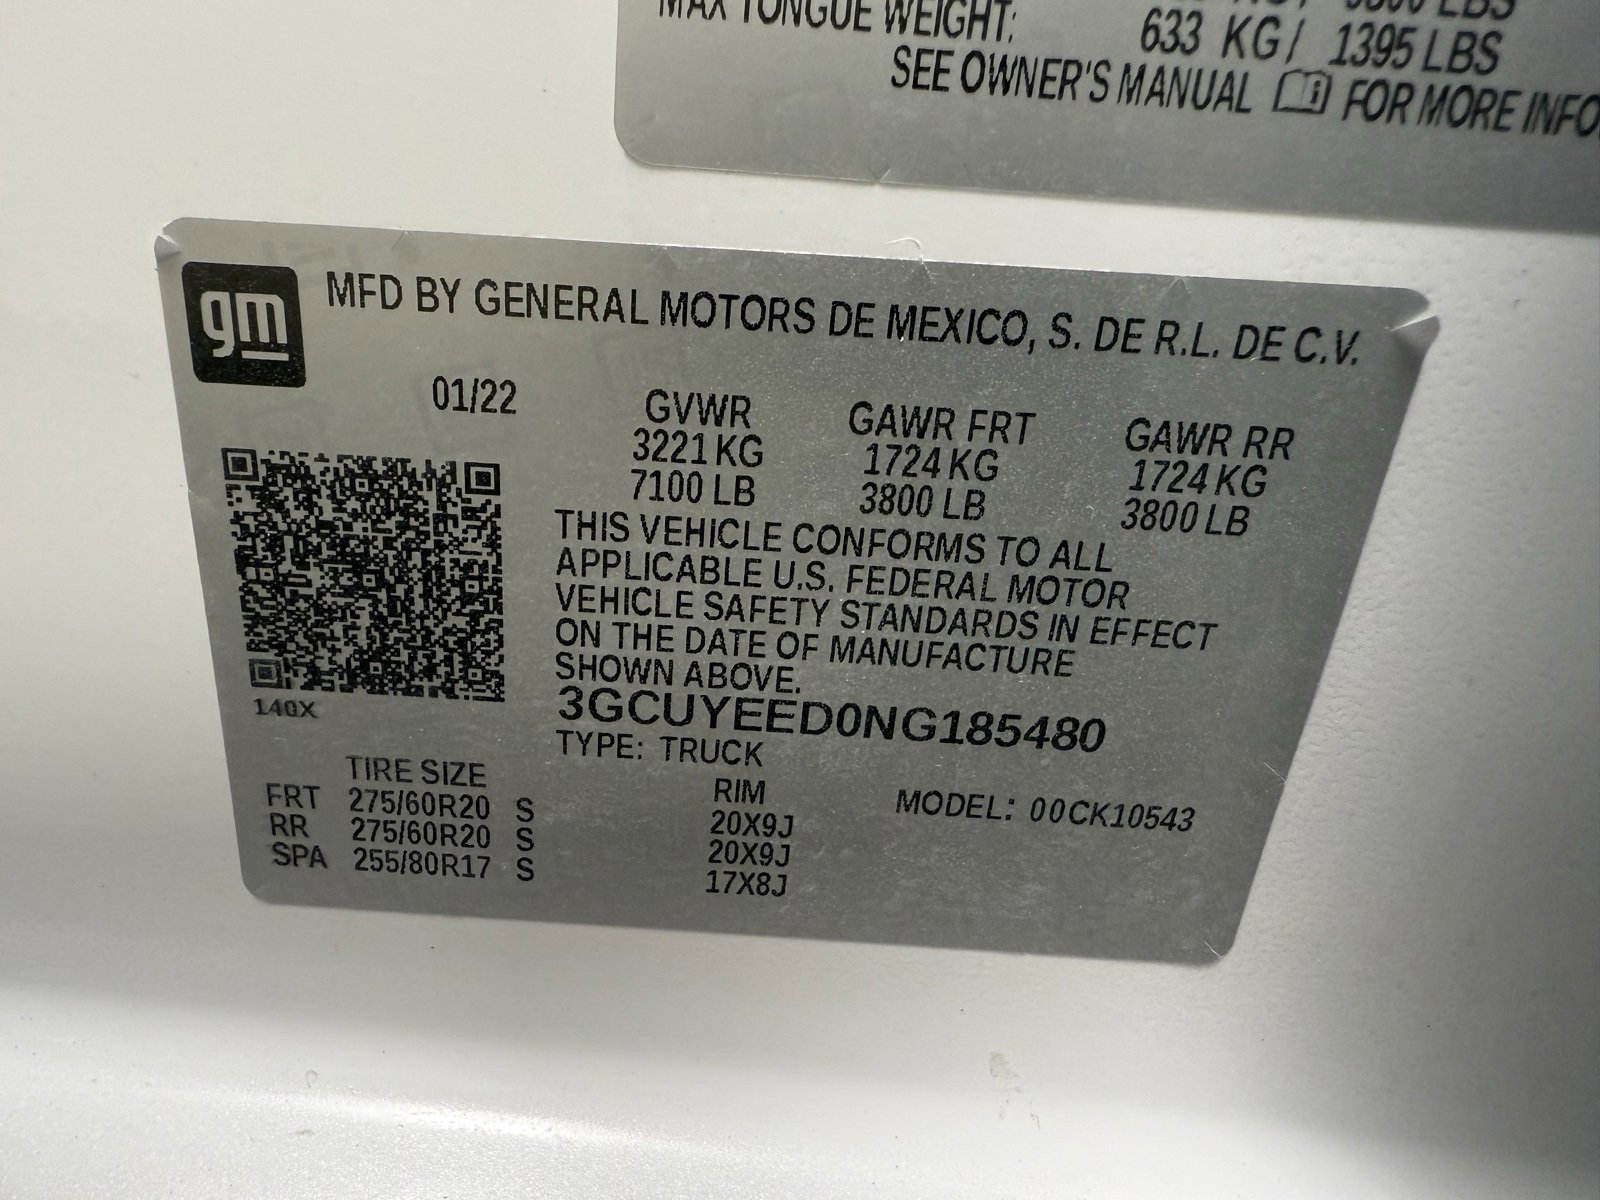 MAX TONGUE WEIGHT: 633 KG / 1395 LBS
SEE OWNER'S MANUAL FOR MORE INFO
gm
MFD BY GENERAL MOTORS DE MEXICO, S. DE R.L. DE C.V.
01/22
GVWR GAWR FRT GAWR RR
3221 KG 1724 KG 1724 KG
7100 LB 3800 LB 3800 LB
THIS VEHICLE CONFORMS TO ALL
APPLICABLE U.S. FEDERAL MOTOR
VEHICLE SAFETY STANDARDS IN EFFECT
ON THE DATE OF MANUFACTURE
SHOWN ABOVE.
3GCUYEED0NG185480
140X
TYPE: TRUCK
TIRE SIZE RIM MODEL: 00CK10543
FRT 275/60R20 S 20X9J
RR 275/60R20 S 20X9J
SPA 255/80R17 S 17X8J